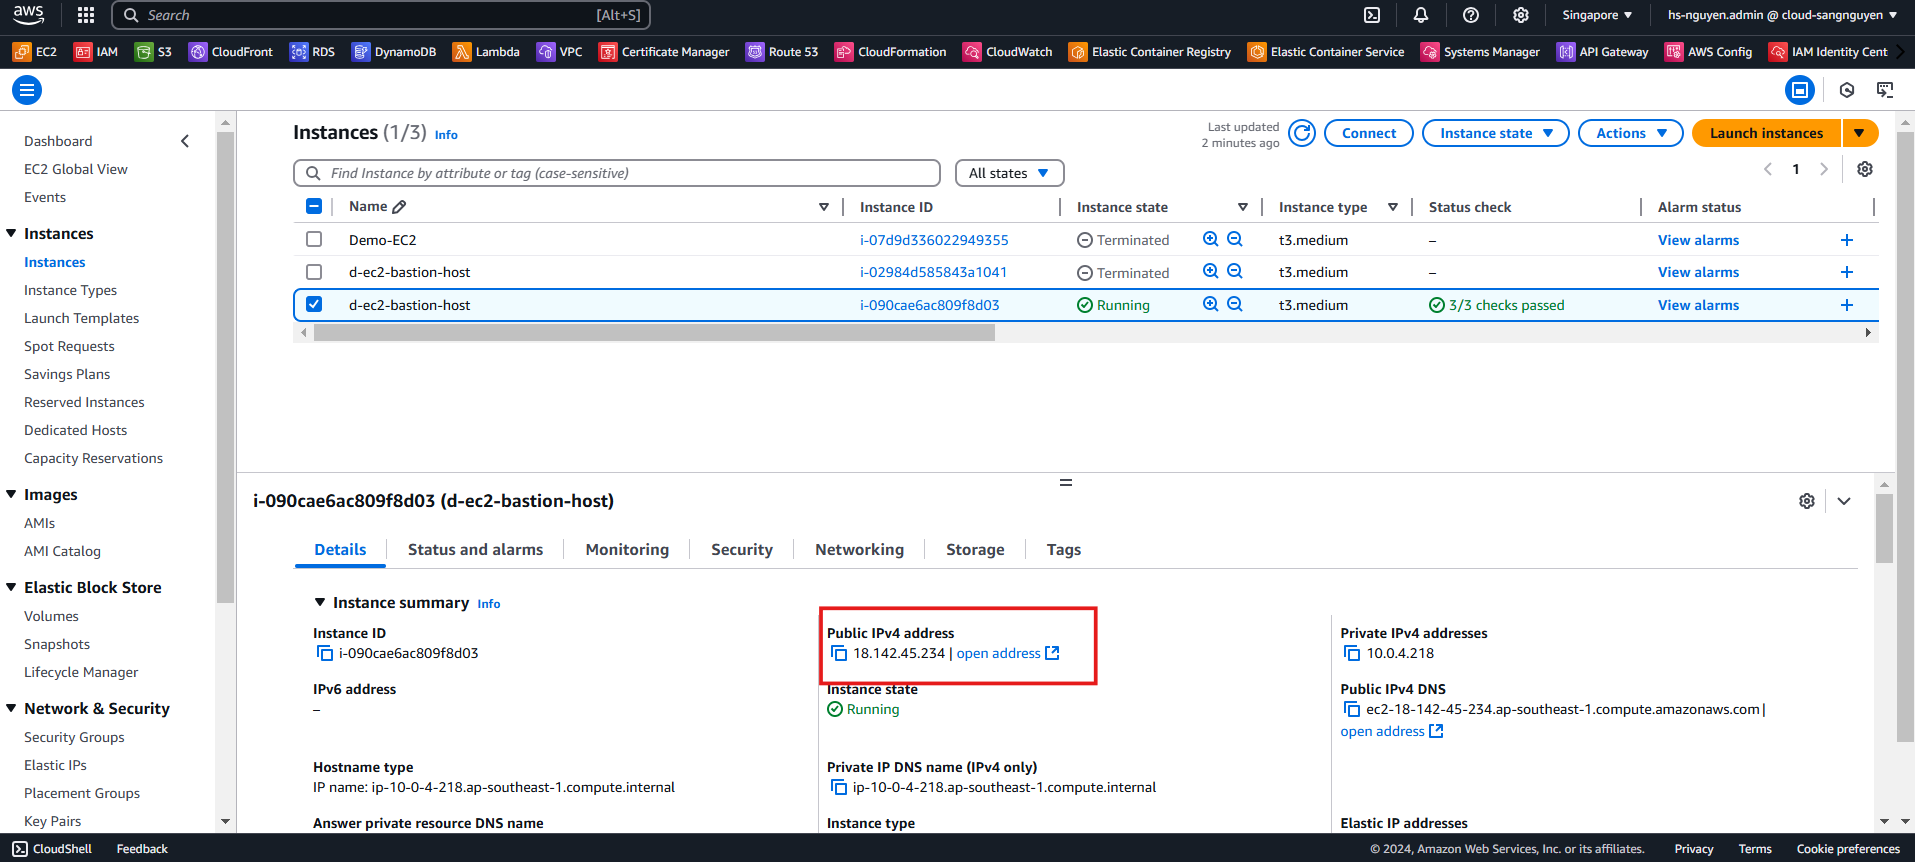 aws
Search [Alt+S]
Singapore
hs-nguyen.admin @ cloud-sangnguyen
EC2 IAM S3 CloudFront RDS DynamoDB Lambda VPC Certificate Manager Route 53 CloudFormation CloudWatch Elastic Container Registry Elastic Container Service Systems Manager API Gateway AWS Config IAM Identity Cent
Dashboard
EC2 Global View
Events
Instances
Instances
Instance Types
Launch Templates
Spot Requests
Savings Plans
Reserved Instances
Dedicated Hosts
Capacity Reservations
Images
AMIs
AMI Catalog
Elastic Block Store
Volumes
Snapshots
Lifecycle Manager
Network & Security
Security Groups
Elastic IPs
Placement Groups
Key Pairs
Instances (1/3) Info
Last updated
2 minutes ago
Connect
Instance state
Actions
Launch instances
Find Instance by attribute or tag (case-sensitive)
All states
1
Name Instance ID Instance state Instance type Status check Alarm status
Demo-EC2 i-07d9d336022949355 Terminated t3.medium – View alarms +
d-ec2-bastion-host i-02984d585843a1041 Terminated t3.medium – View alarms +
d-ec2-bastion-host i-090cae6ac809f8d03 Running t3.medium 3/3 checks passed View alarms +
i-090cae6ac809f8d03 (d-ec2-bastion-host)
Details Status and alarms Monitoring Security Networking Storage Tags
Instance summary Info
Instance ID
i-090cae6ac809f8d03
Public IPv4 address
18.142.45.234 | open address
Private IPv4 addresses
10.0.4.218
IPv6 address
–
Instance state
Running
Public IPv4 DNS
ec2-18-142-45-234.ap-southeast-1.compute.amazonaws.com |
open address
Hostname type
IP name: ip-10-0-4-218.ap-southeast-1.compute.internal
Private IP DNS name (IPv4 only)
ip-10-0-4-218.ap-southeast-1.compute.internal
Answer private resource DNS name
Instance type
Elastic IP addresses
CloudShell Feedback
© 2024, Amazon Web Services, Inc. or its affiliates. Privacy Terms Cookie preferences